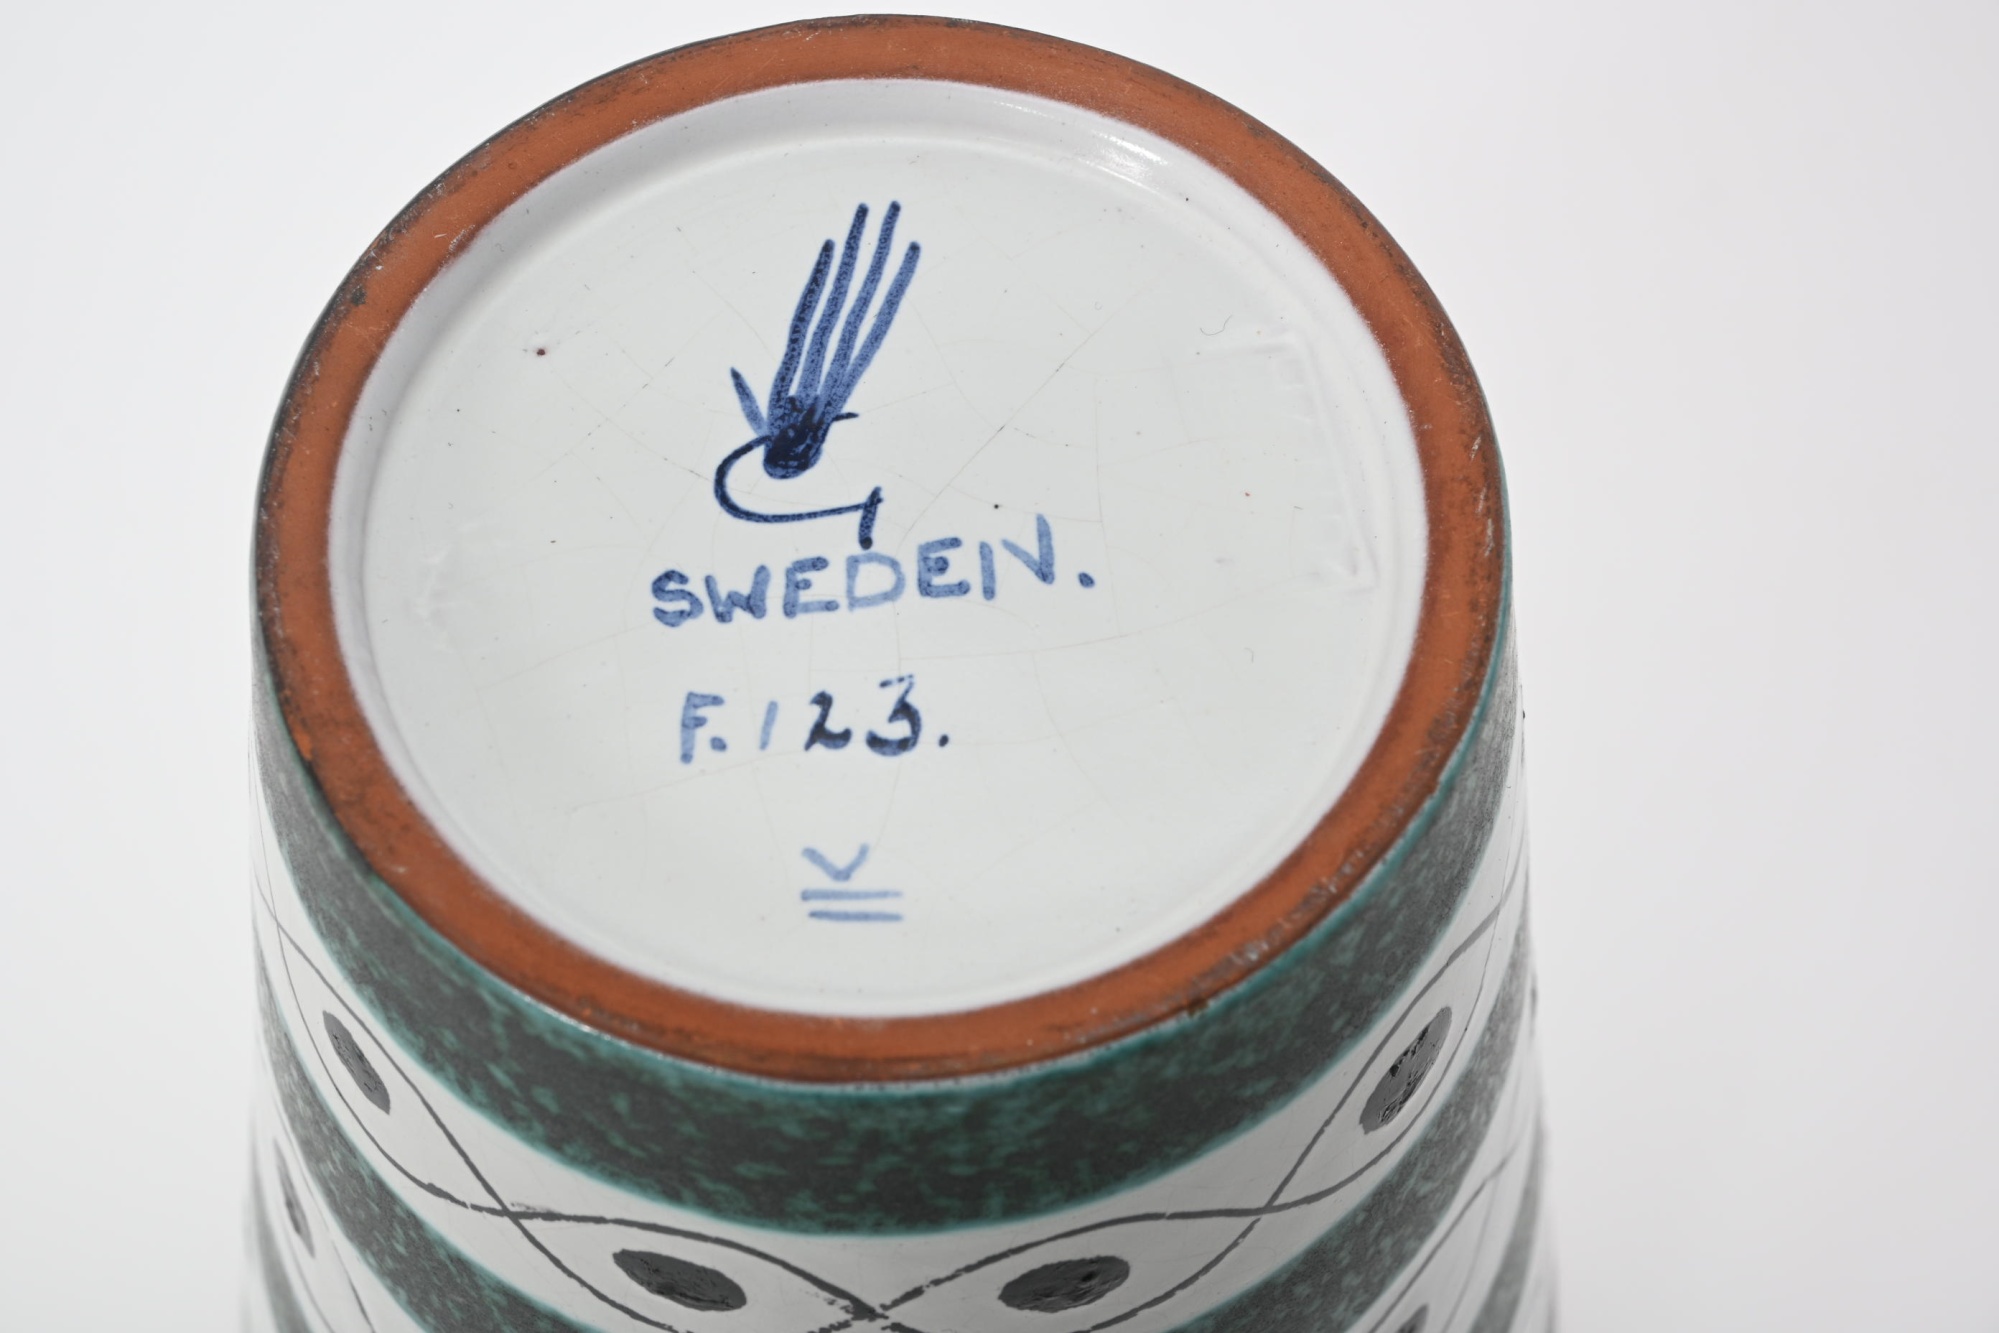 G
SWEDEN.
F.123.
V